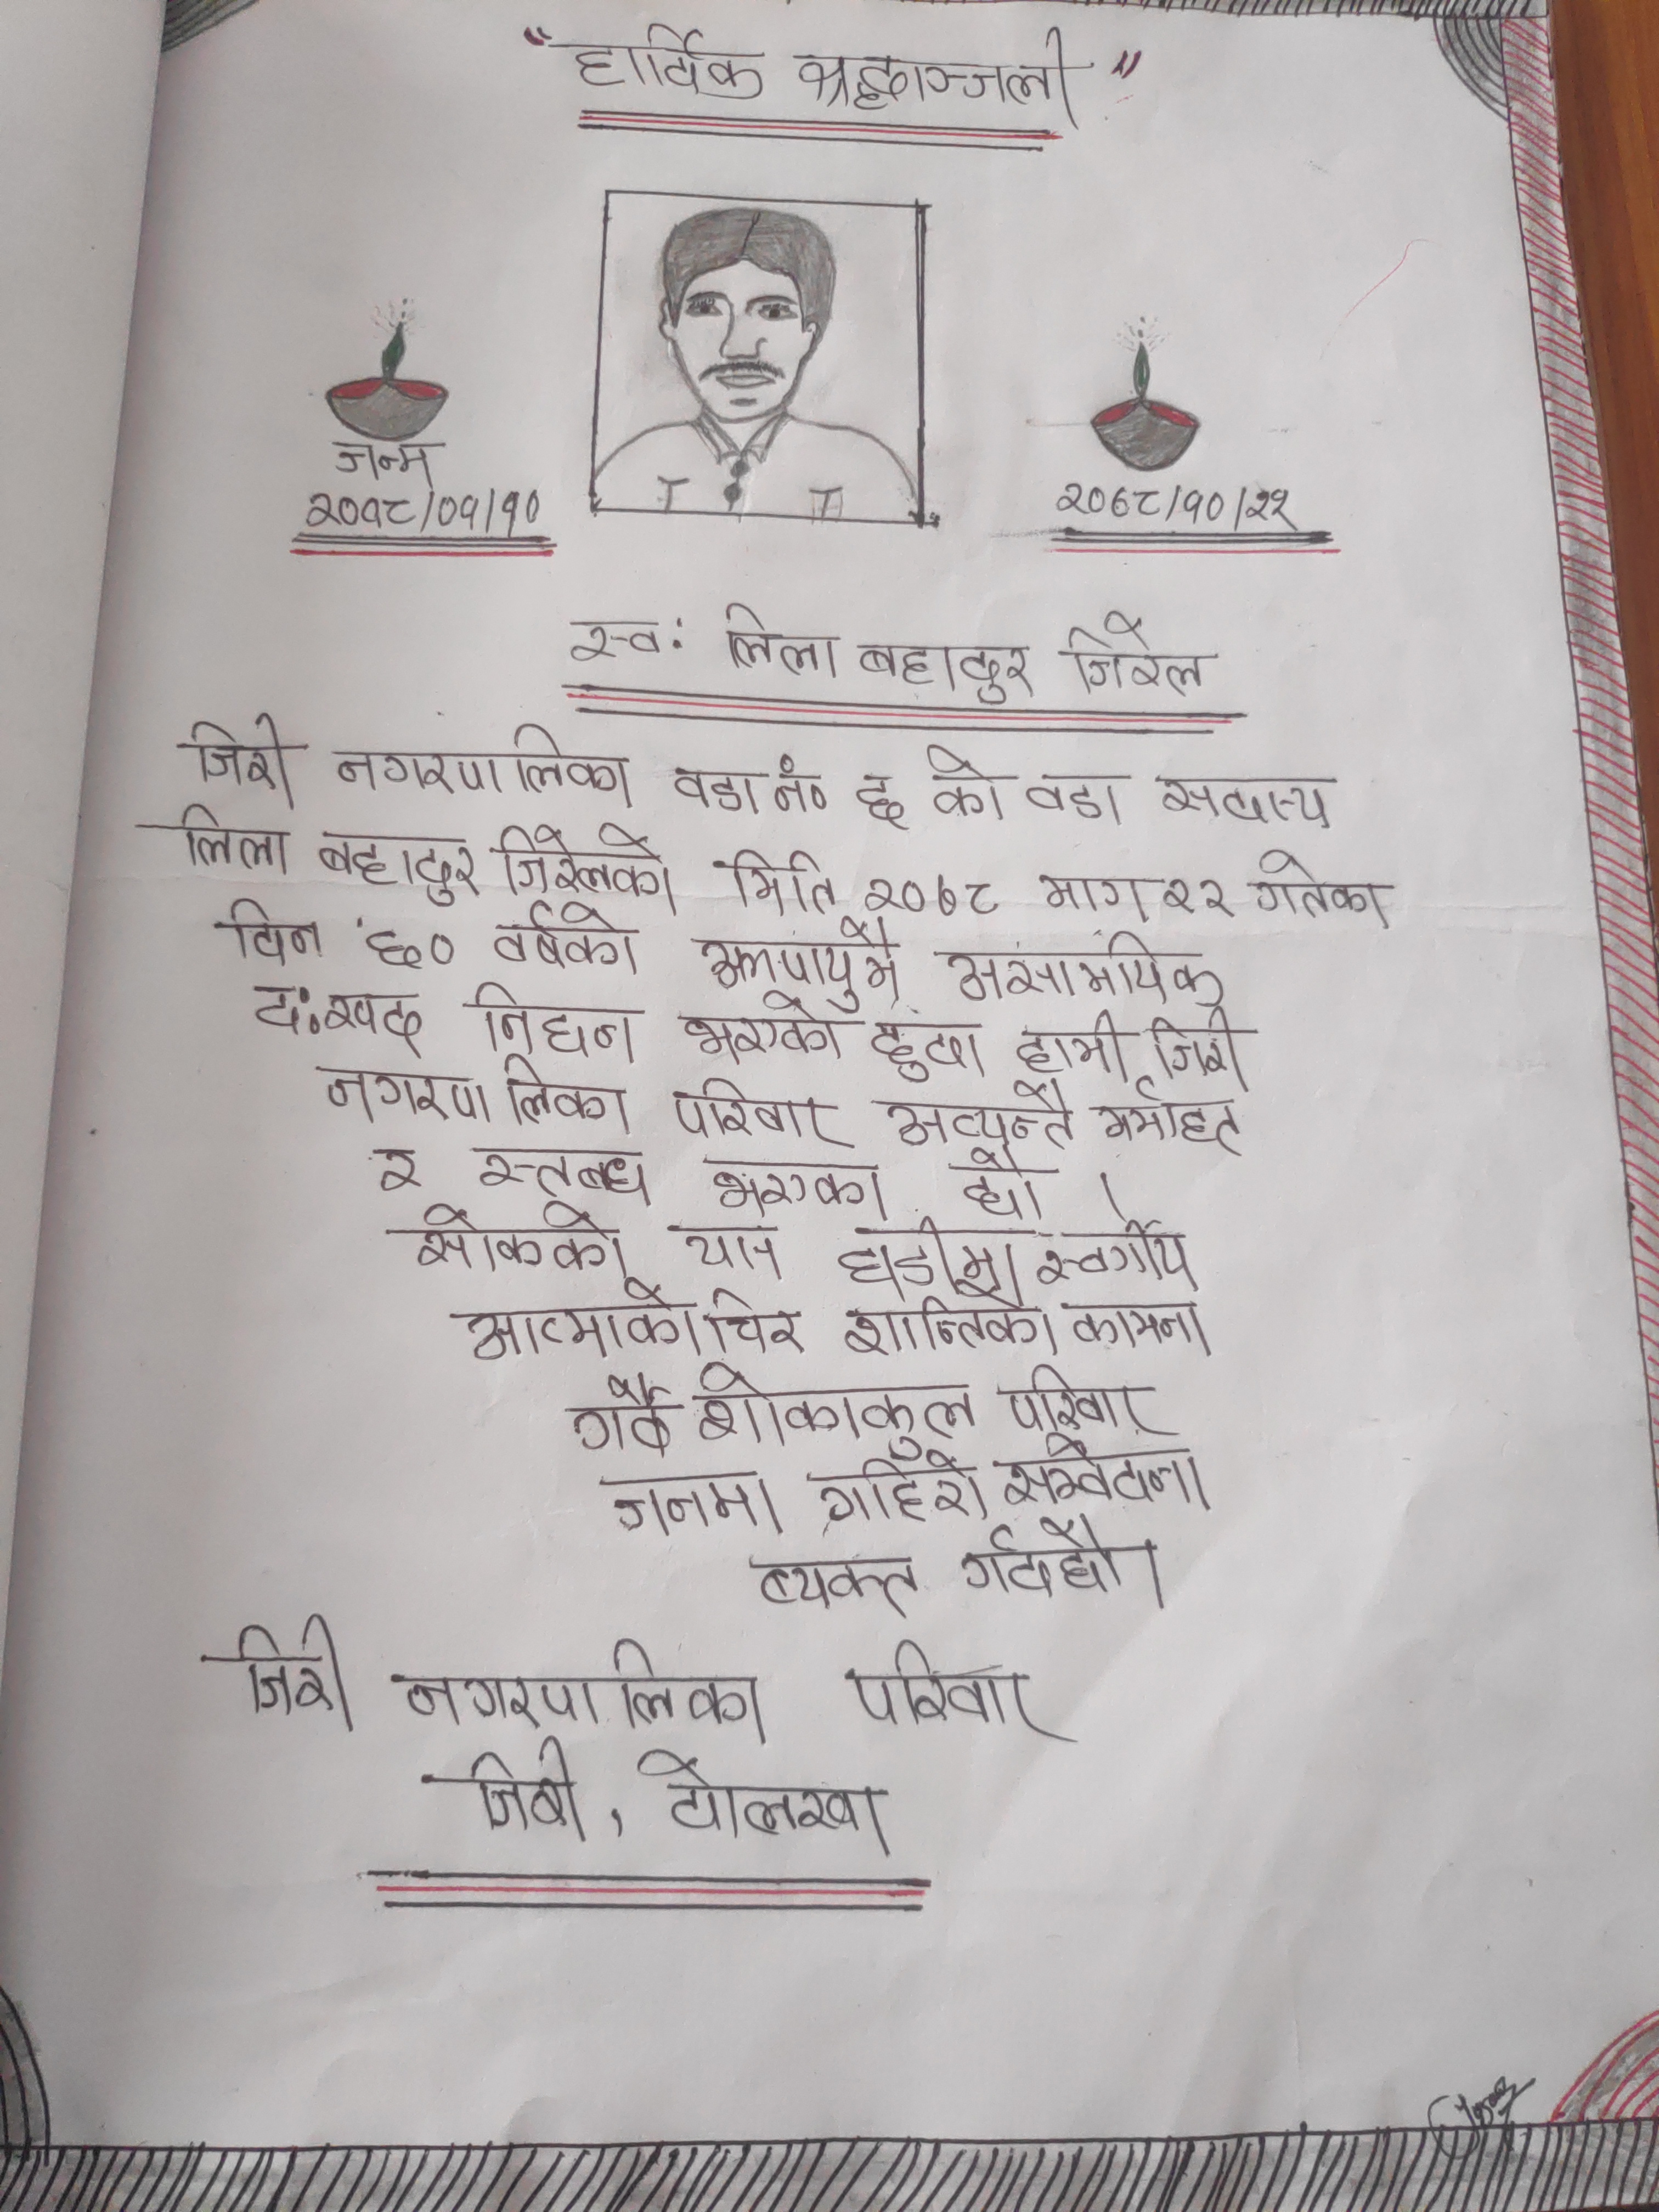 "हार्दिक श्रद्धाञ्जली"
जन्म
२०१८/०१/१०
२०७८/१०/२२
स्व: लिला बहादुर जिरेल
जिरी नगरपालिका वडा नं० ६ को वडा सदस्य
लिला बहादुर जिरेलको मिति २०७८ माग २२ गतेका
दिन ६० वर्षको अल्पायुमै असामयिक
दु:खद निधन भएको हुदा हामी जिरी
नगरपालिका परिवार अत्यन्तै मर्माहत
र स्तब्ध भएका छौ ।
सोकको यस घडीमा स्वर्गीय
आत्माको चिर शान्तिको कामना
गर्दै शोकाकुल परिवार
जनमा गहिरो सम्वेदना
ब्यक्त गर्दछौ।
जिरी नगरपालिका परिवार
जिरी, दोलखा